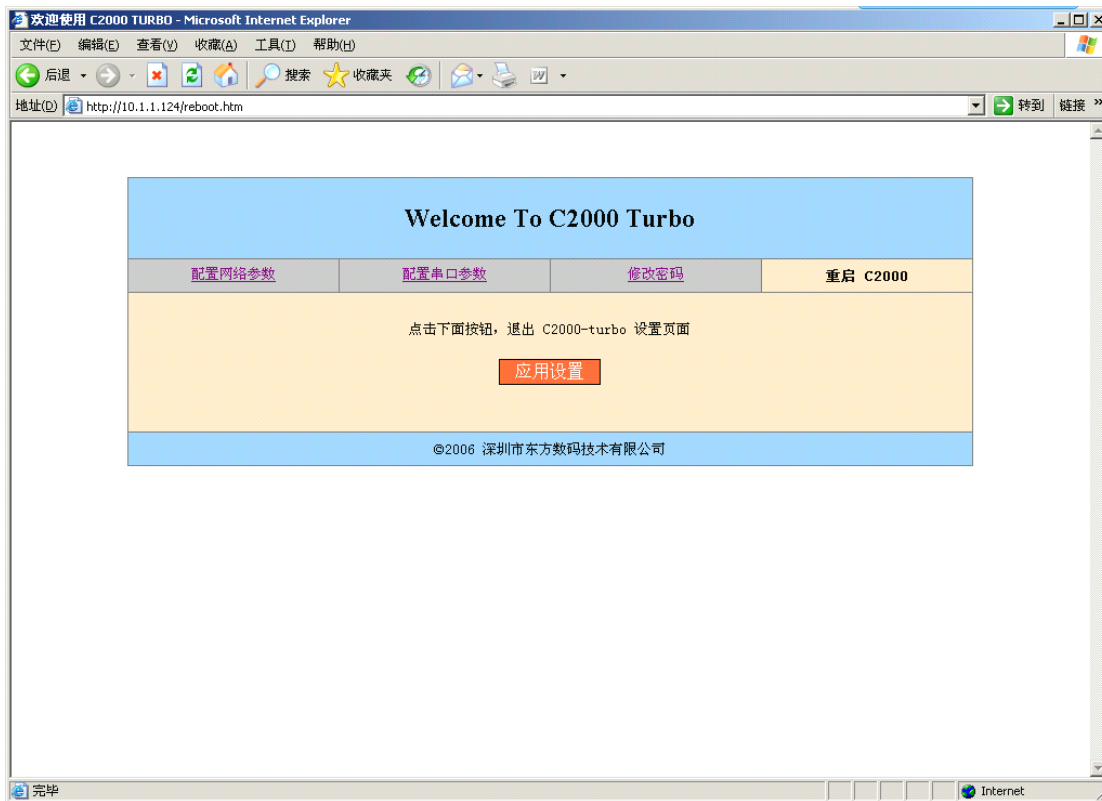 欢迎使用 C2000 TURBO - Microsoft Internet Explorer
文件(F) 编辑(E) 查看(V) 收藏(A) 工具(T) 帮助(H)
后退 搜索 收藏夹
地址(D) http://10.1.1.124/reboot.htm 转到 链接 »
Welcome To C2000 Turbo
配置网络参数 配置串口参数 修改密码 重启 C2000
点击下面按钮，退出 C2000-turbo 设置页面
应用设置
©2006 深圳市东方数码技术有限公司
完毕 Internet